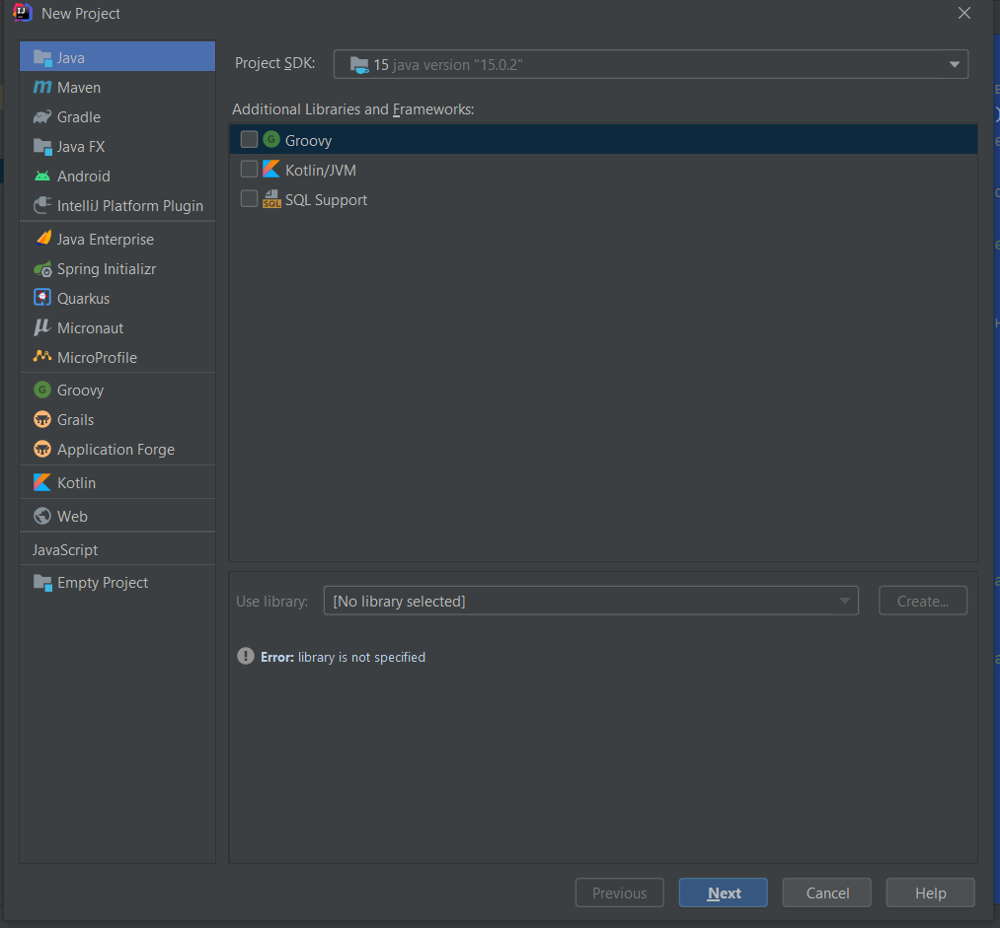 New Project
Java
Maven
Gradle
Java FX
Android
IntelliJ Platform Plugin
Java Enterprise
Spring Initializr
Quarkus
Micronaut
MicroProfile
Groovy
Grails
Application Forge
Kotlin
Web
JavaScript
Empty Project
Project SDK: 15 java version "15.0.2"
Additional Libraries and Frameworks:
Groovy
Kotlin/JVM
SQL Support
Use library: [No library selected] Create...
Error: library is not specified
Previous Next Cancel Help